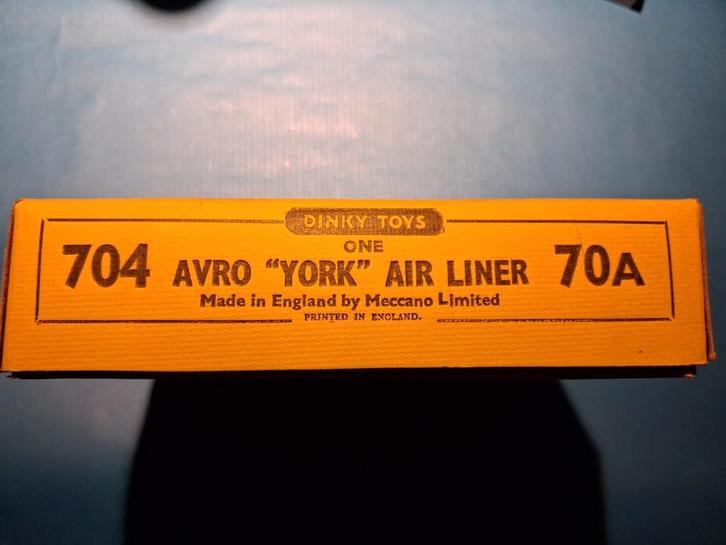 DINKY TOYS
ONE
704 AVRO "YORK" AIR LINER 70A
Made in England by Meccano Limited
PRINTED IN ENGLAND.